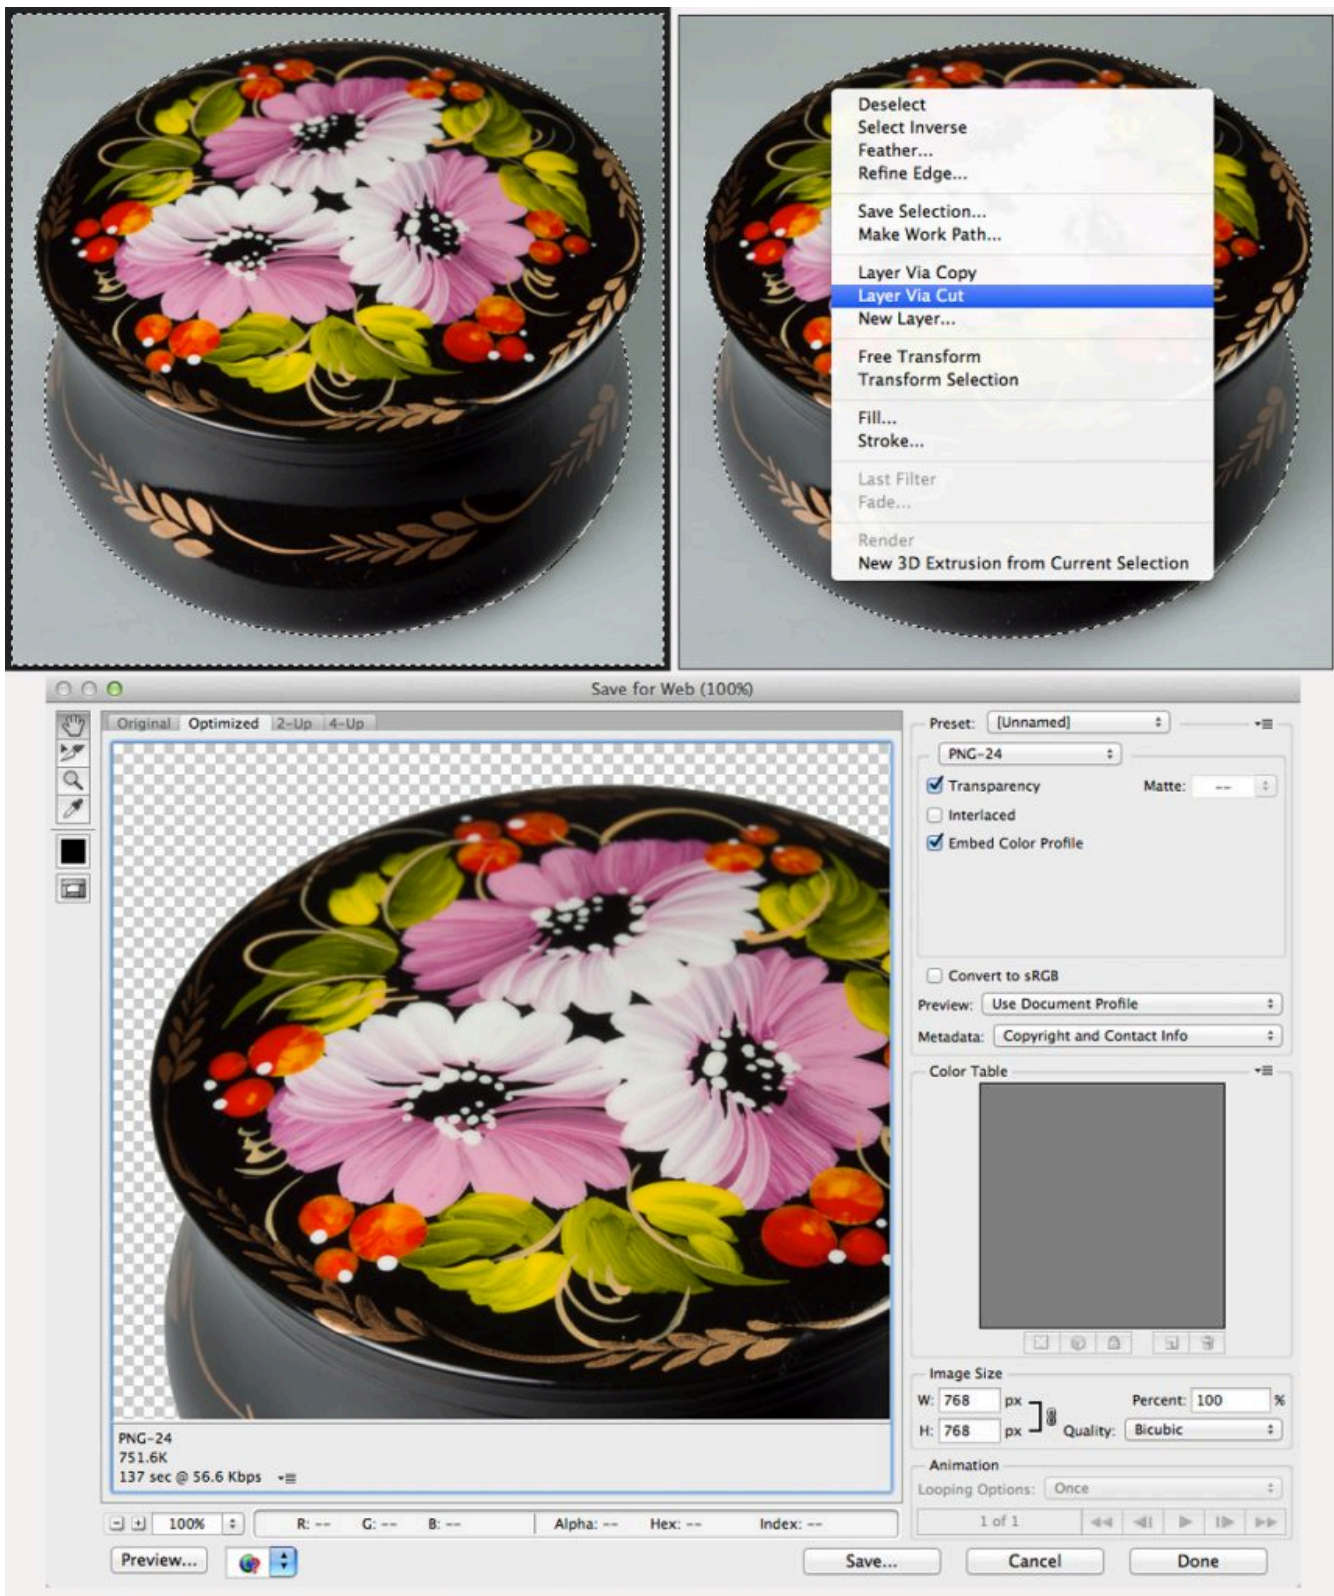 Deselect
Select Inverse
Feather...
Refine Edge...
Save Selection...
Make Work Path...
Layer Via Copy
Layer Via Cut
New Layer...
Free Transform
Transform Selection
Fill...
Stroke...
Last Filter
Fade...
Render
New 3D Extrusion from Current Selection
Save for Web (100%)
Original Optimized 2-Up 4-Up
Preset: [Unnamed]
PNG-24
Transparency Matte: --
Interlaced
Embed Color Profile
Convert to sRGB
Preview: Use Document Profile
Metadata: Copyright and Contact Info
Color Table
Image Size
W: 768 px Percent: 100 %
H: 768 px Quality: Bicubic
Animation
Looping Options: Once
1 of 1
PNG-24
751.6K
137 sec @ 56.6 Kbps
100% R: -- G: -- B: -- Alpha: -- Hex: -- Index: --
Preview... Save... Cancel Done